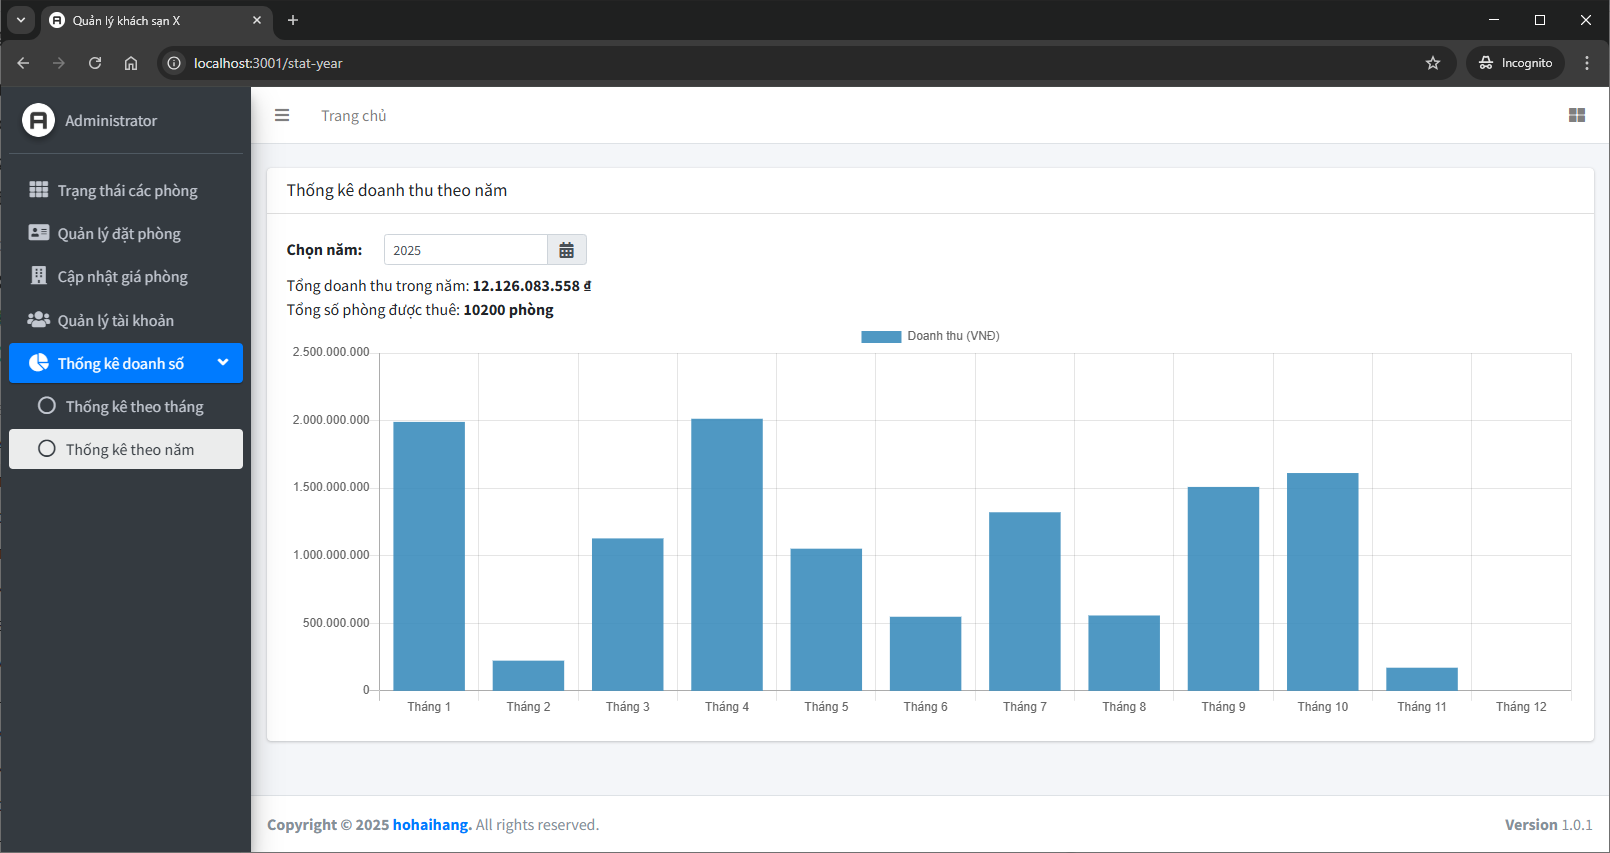 Quản lý khách sạn X
localhost:3001/stat-year
Incognito
Administrator
Trang chủ
Trạng thái các phòng
Quản lý đặt phòng
Cập nhật giá phòng
Quản lý tài khoản
Thống kê doanh số
Thống kê theo tháng
Thống kê theo năm
Thống kê doanh thu theo năm
Chọn năm: 2025
Tổng doanh thu trong năm: 12.126.083.558 ₫
Tổng số phòng được thuê: 10200 phòng
Doanh thu (VNĐ)
2.500.000.000
2.000.000.000
1.500.000.000
1.000.000.000
500.000.000
0
Tháng 1 Tháng 2 Tháng 3 Tháng 4 Tháng 5 Tháng 6 Tháng 7 Tháng 8 Tháng 9 Tháng 10 Tháng 11 Tháng 12
Copyright © 2025 hohaihang. All rights reserved.
Version 1.0.1